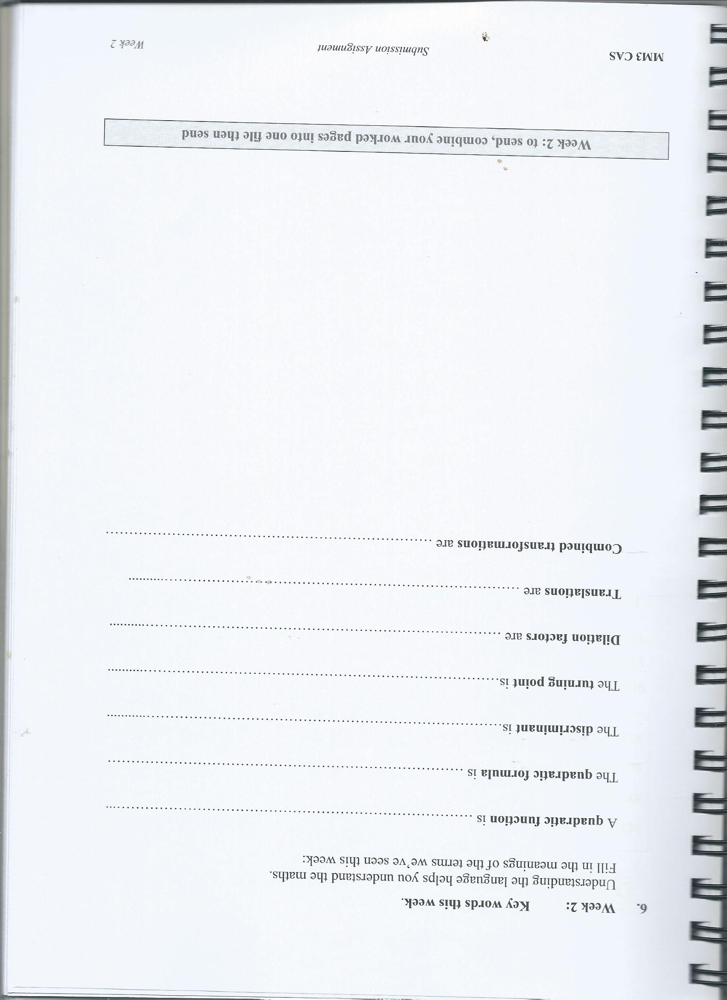 6. Week 2: Key words this week.
Understanding the language helps you understand the maths.
Fill in the meanings of the terms we've seen this week:
A quadratic function is ..........................................................................
The quadratic formula is ..........................................................................
The discriminant is..........................................................................
The turning point is..........................................................................
Dilation factors are ..........................................................................
Translations are ..........................................................................
Combined transformations are ..........................................................................
Week 2: to send, combine your worked pages into one file then send
MM3 CAS Submission Assignment Week 2